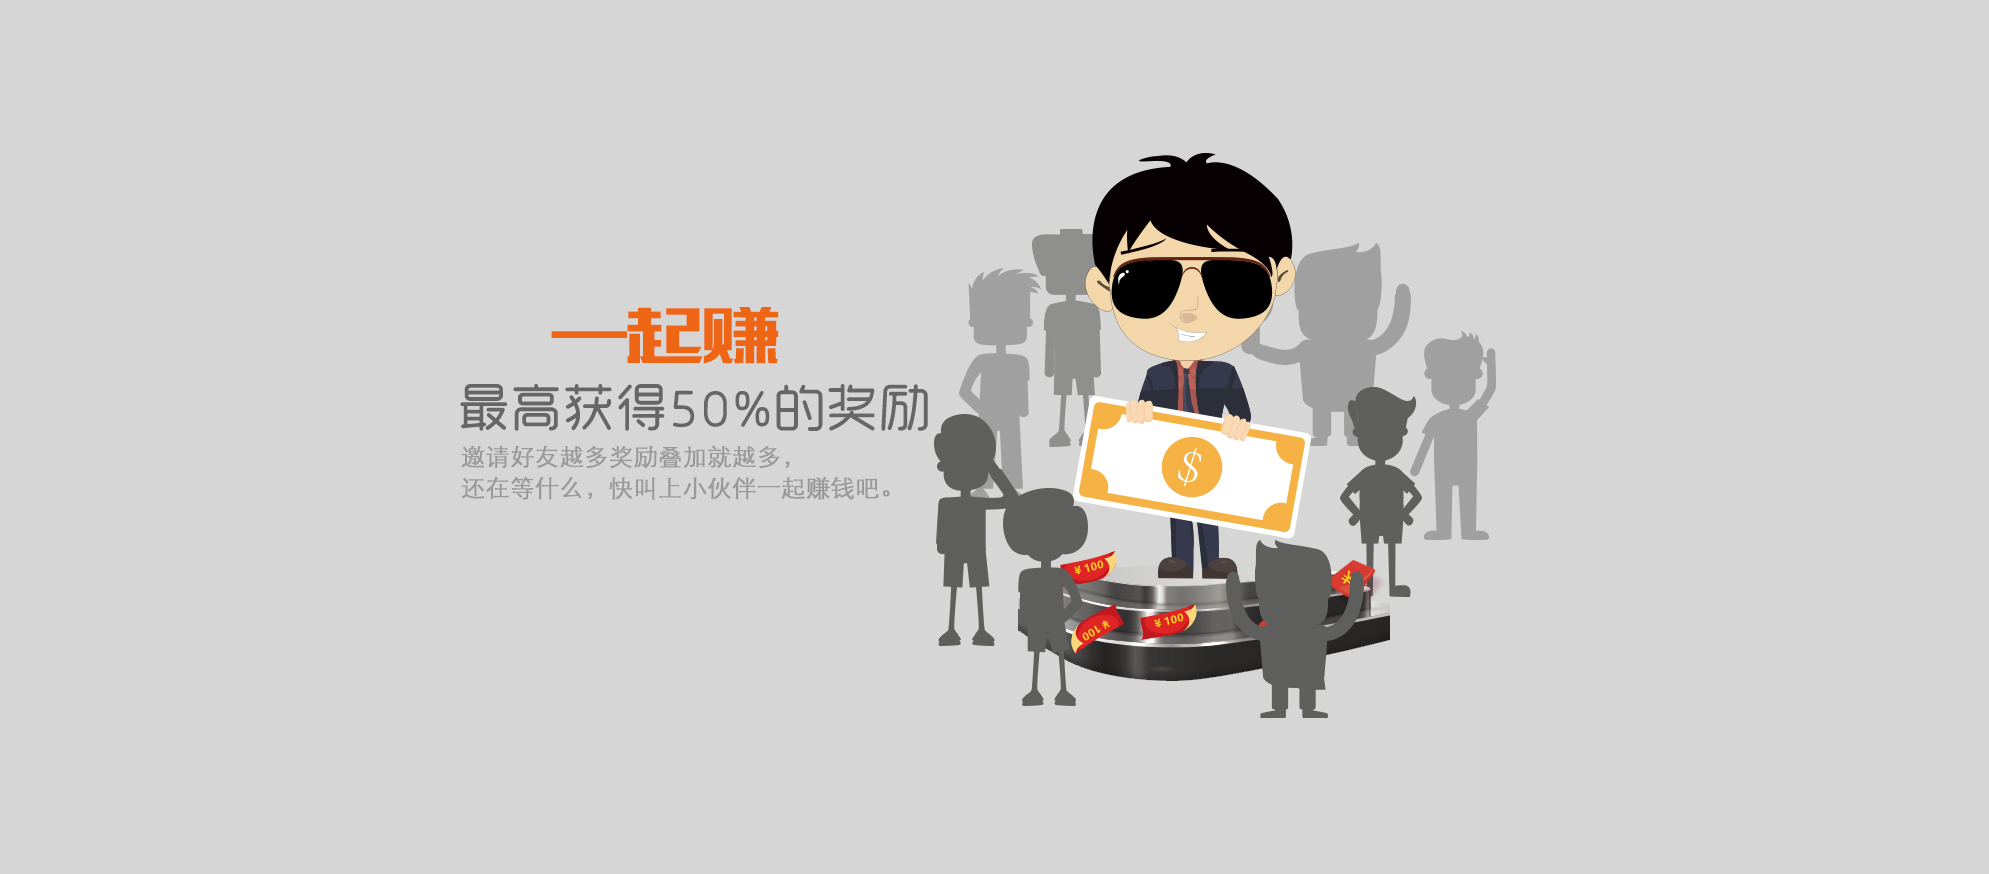 一起赚
最高获得50%的奖励
邀请好友越多奖励叠加就越多，
还在等什么，快叫上小伙伴一起赚钱吧。
$
¥100
¥
¥100
¥100